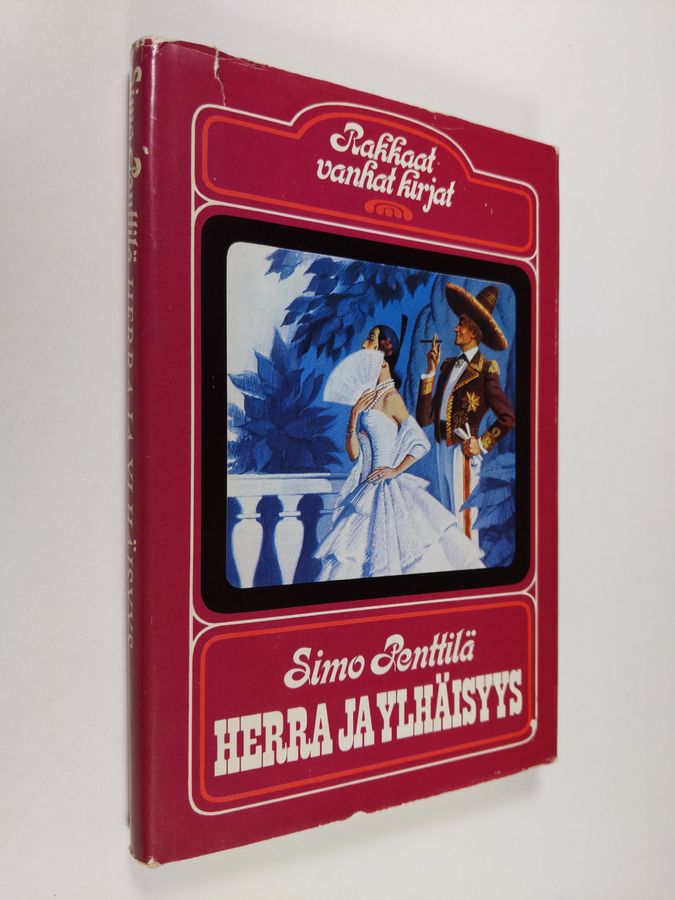 Rakkaat
vanhat kirjat
Simo Penttilä
HERRA JA YLHÄISYYS
Simo Penttilä HERRA JA YLHÄISYYS